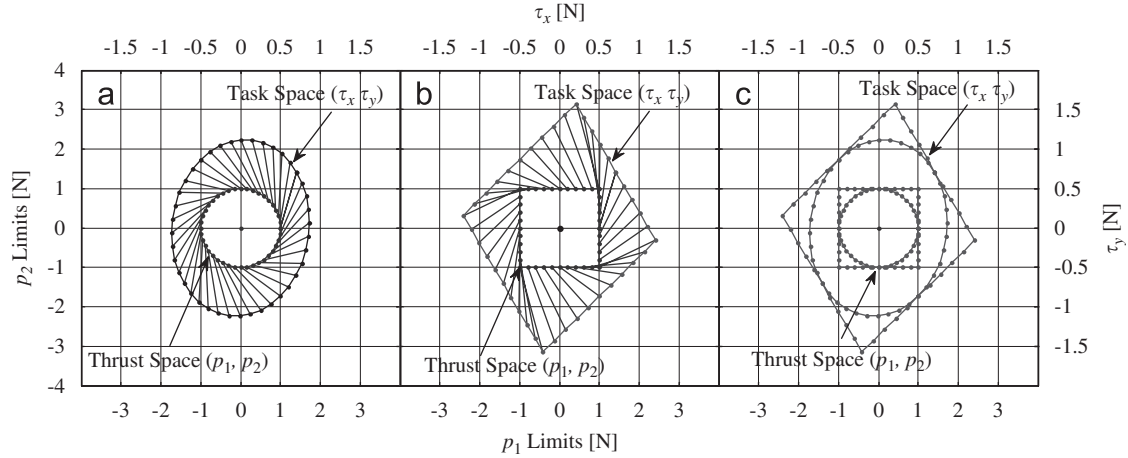 τx [N]
-1.5 -1 -0.5 0 0.5 1 1.5 -1.5 -1 -0.5 0 0.5 1 1.5 -1.5 -1 -0.5 0 0.5 1 1.5
a b c
Task Space (τx τy) Task Space (τx τy) Task Space (τx τy)
4
3
2
1
0
-1
-2
-3
-4
p2 Limits [N]
1.5
1
0.5
0
-0.5
-1
-1.5
τy [N]
Thrust Space (p1, p2) Thrust Space (p1, p2) Thrust Space (p1, p2)
-3 -2 -1 0 1 2 3 -3 -2 -1 0 1 2 3 -3 -2 -1 0 1 2 3
p1 Limits [N]